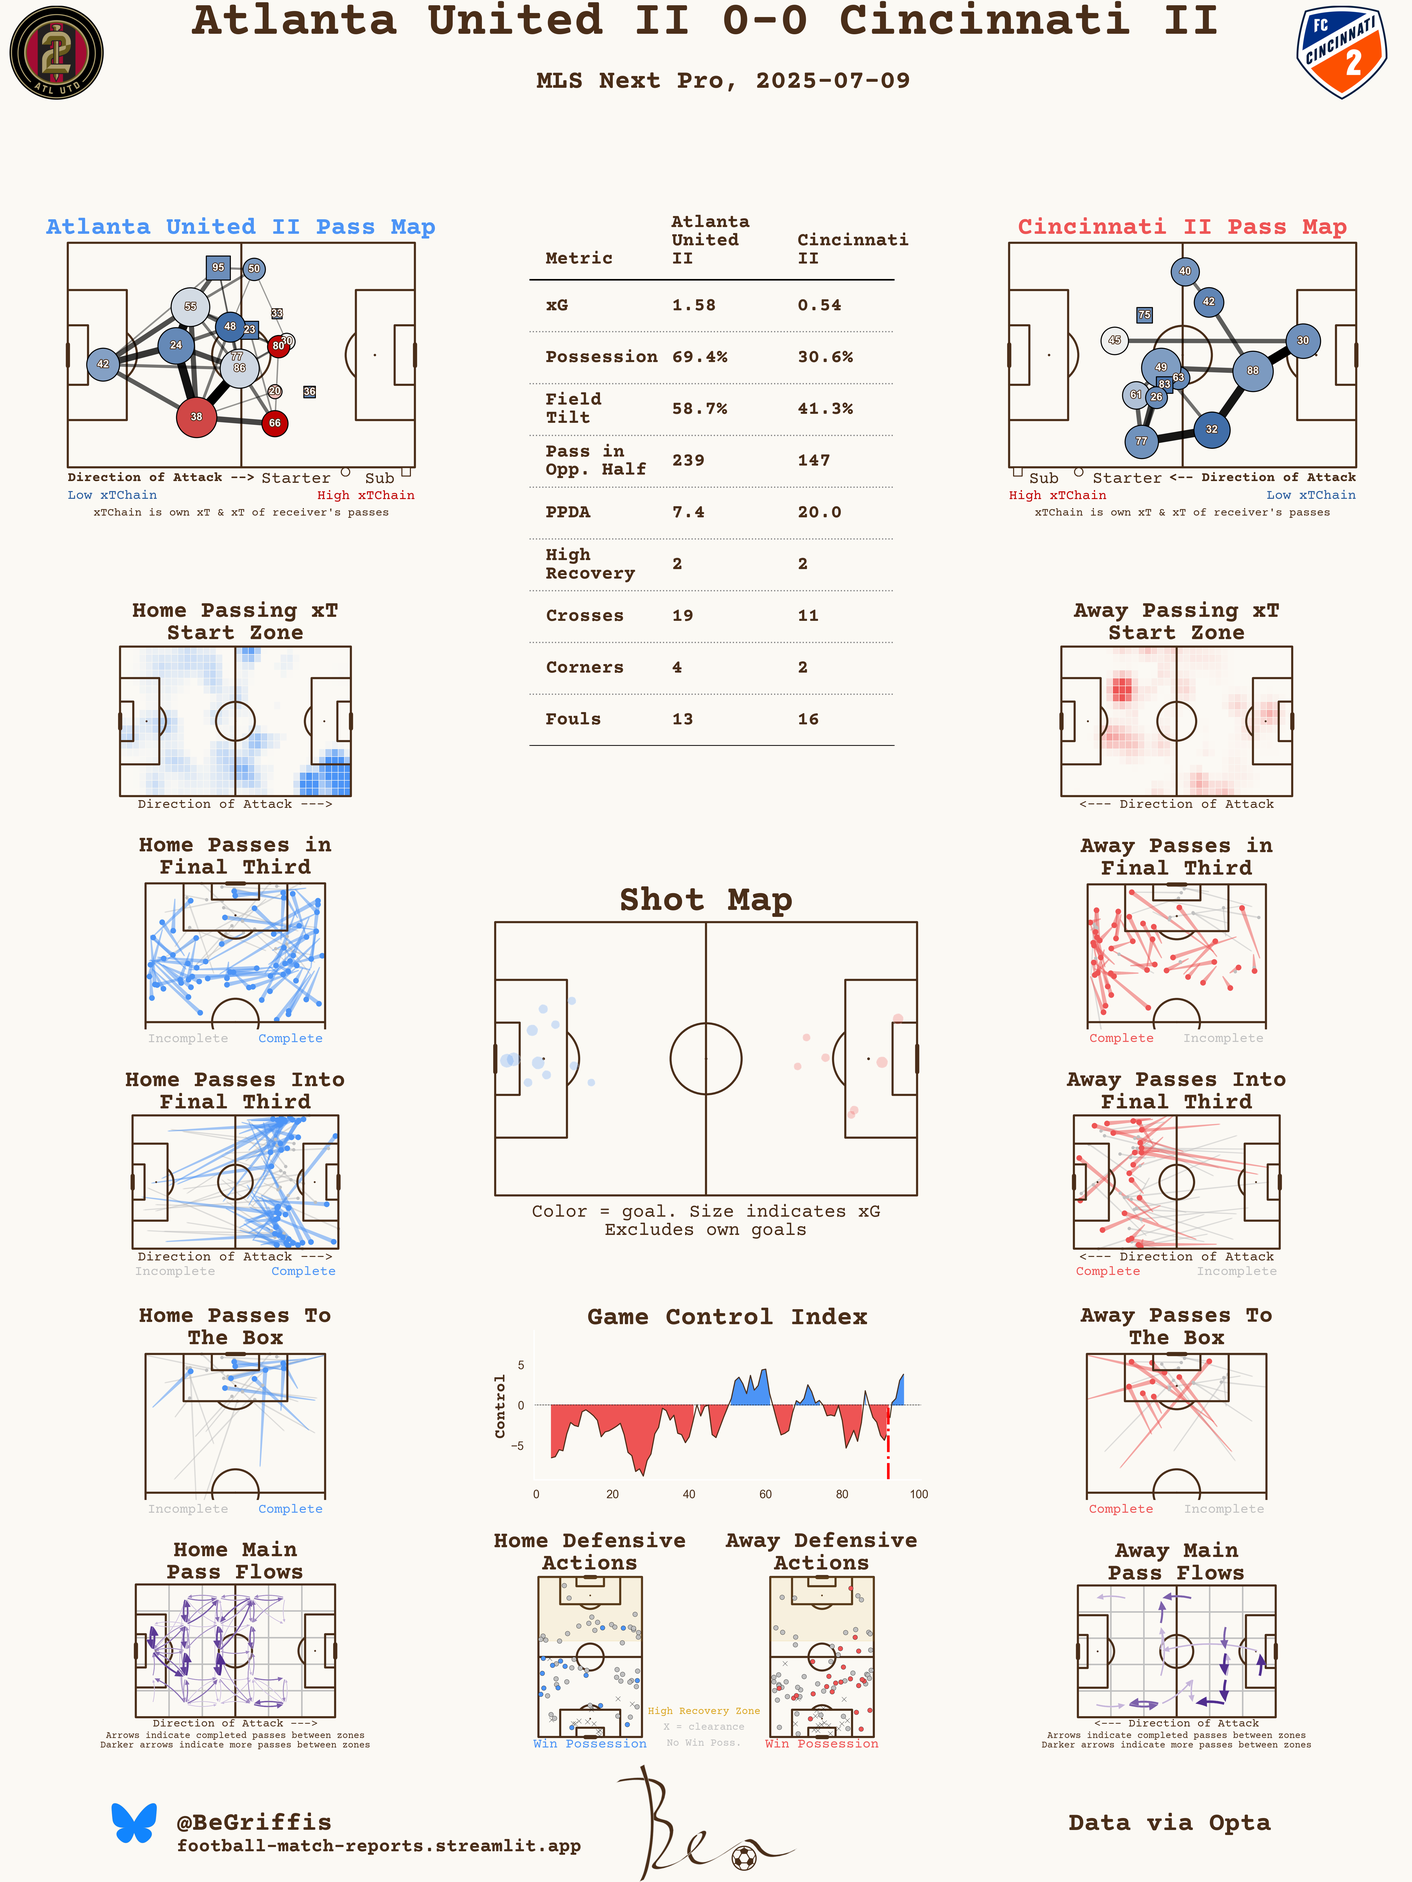 Atlanta United II 0-0 Cincinnati II
MLS Next Pro, 2025-07-09
2
ATL UTD
FC
CINCINNATI
2
Atlanta United II Pass Map
95
50
55
33
48
23
30
80
24
77
42
86
20
36
38
66
Direction of Attack --> Starter Sub
Low xTChain High xTChain
xTChain is own xT & xT of receiver's passes
Metric Atlanta United II Cincinnati II
xG 1.58 0.54
Possession 69.4% 30.6%
Field Tilt 58.7% 41.3%
Pass in Opp. Half 239 147
PPDA 7.4 20.0
High Recovery 2 2
Crosses 19 11
Corners 4 2
Fouls 13 16
Cincinnati II Pass Map
40
42
75
45
30
49
88
63
83
61
26
32
77
Sub Starter <-- Direction of Attack
High xTChain Low xTChain
xTChain is own xT & xT of receiver's passes
Home Passing xT
Start Zone
Direction of Attack --->
Away Passing xT
Start Zone
<--- Direction of Attack
Home Passes in
Final Third
Incomplete Complete
Shot Map
Color = goal. Size indicates xG
Excludes own goals
Away Passes in
Final Third
Complete Incomplete
Home Passes Into
Final Third
Direction of Attack --->
Incomplete Complete
Away Passes Into
Final Third
<--- Direction of Attack
Complete Incomplete
Home Passes To
The Box
Incomplete Complete
Game Control Index
Control
5
0
−5
0 20 40 60 80 100
Away Passes To
The Box
Complete Incomplete
Home Main
Pass Flows
Direction of Attack --->
Arrows indicate completed passes between zones
Darker arrows indicate more passes between zones
Home Defensive
Actions
Win Possession
High Recovery Zone
X = clearance
No Win Poss.
Away Defensive
Actions
Win Possession
Away Main
Pass Flows
<--- Direction of Attack
Arrows indicate completed passes between zones
Darker arrows indicate more passes between zones
@BeGriffis
football-match-reports.streamlit.app
Ben
Data via Opta